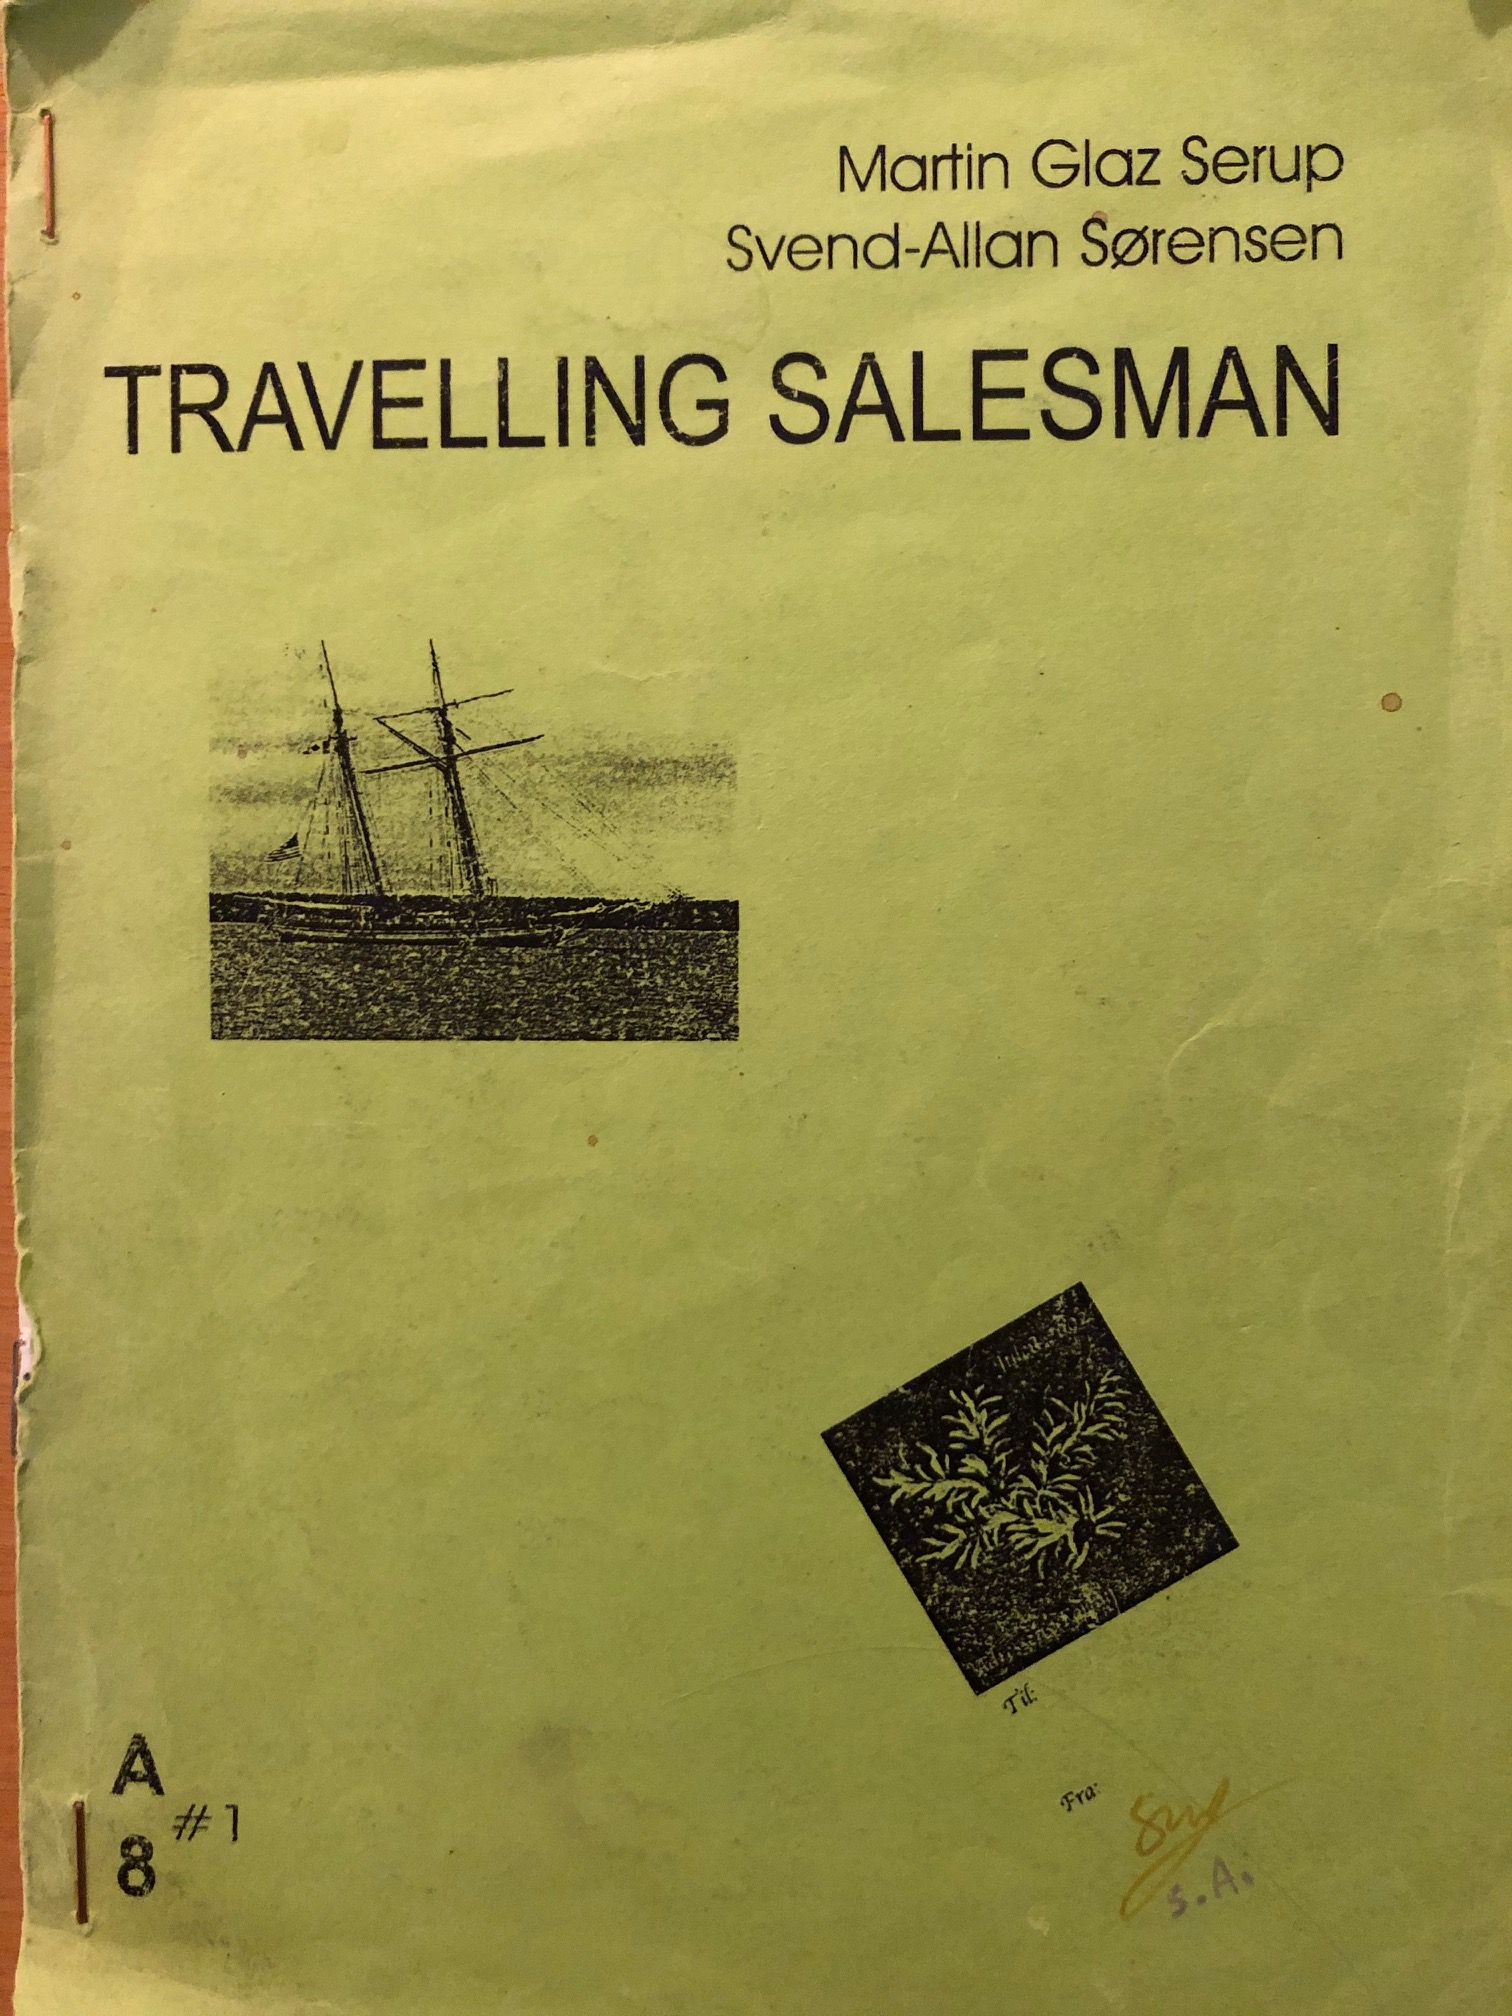 Martin Glaz Serup
Svend-Allan Sørensen
TRAVELLING SALESMAN
Til:
Fra:
S.A.
A
#1
8